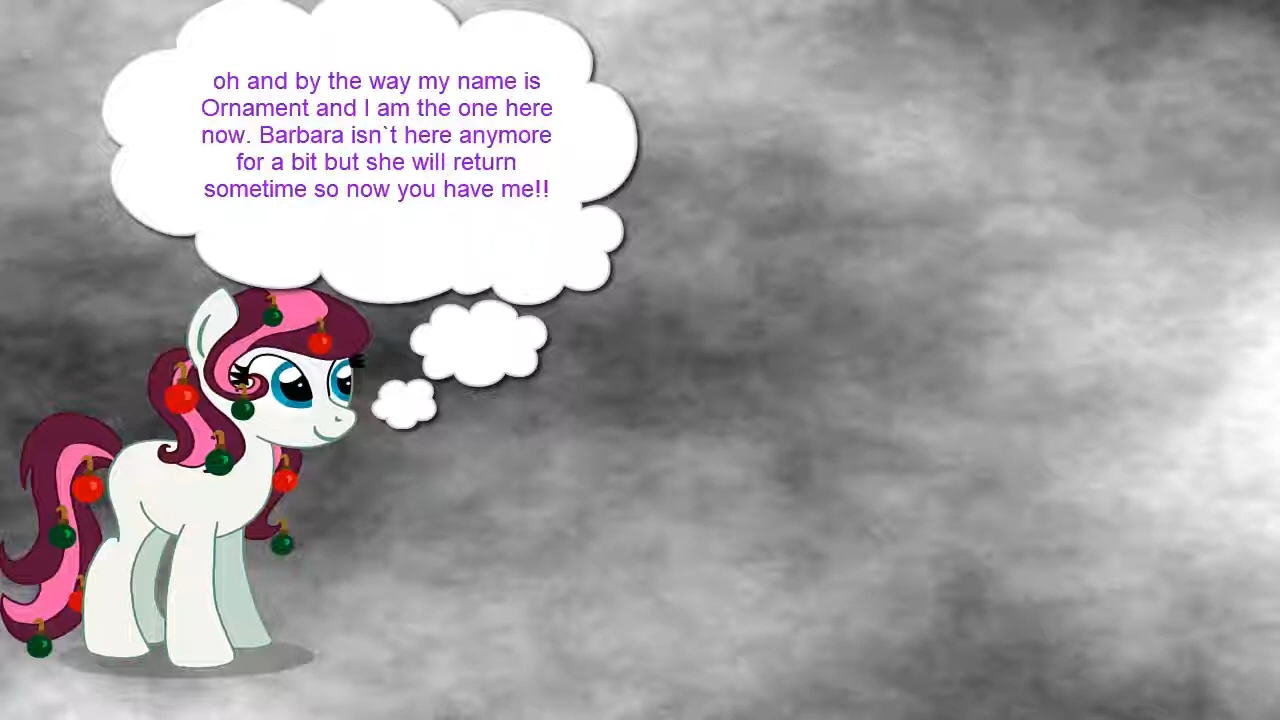 oh and by the way my name is
Ornament and I am the one here
now. Barbara isn`t here anymore
for a bit but she will return
sometime so now you have me!!